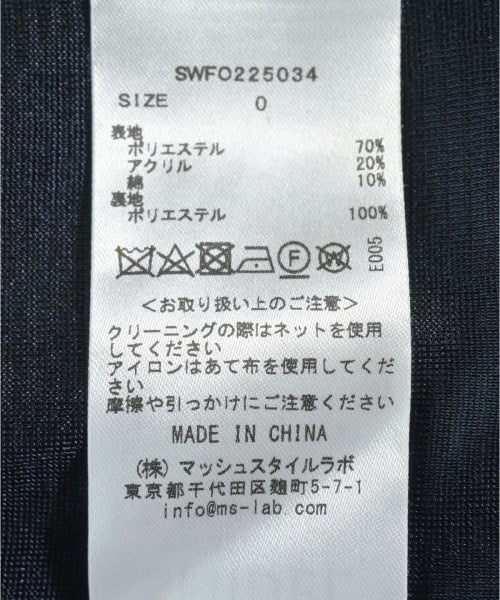 SWFO225034
SIZE 0
表地
ポリエステル 70%
アクリル 20%
綿 10%
裏地
ポリエステル 100%
F W E005
<お取り扱い上のご注意>
クリーニングの際はネットを使用
してください
アイロンはあて布を使用してくだ
さい
摩擦や引っかけにご注意ください
MADE IN CHINA
(株) マッシュスタイルラボ
東京都千代田区麹町5-7-1
info@ms-lab.com